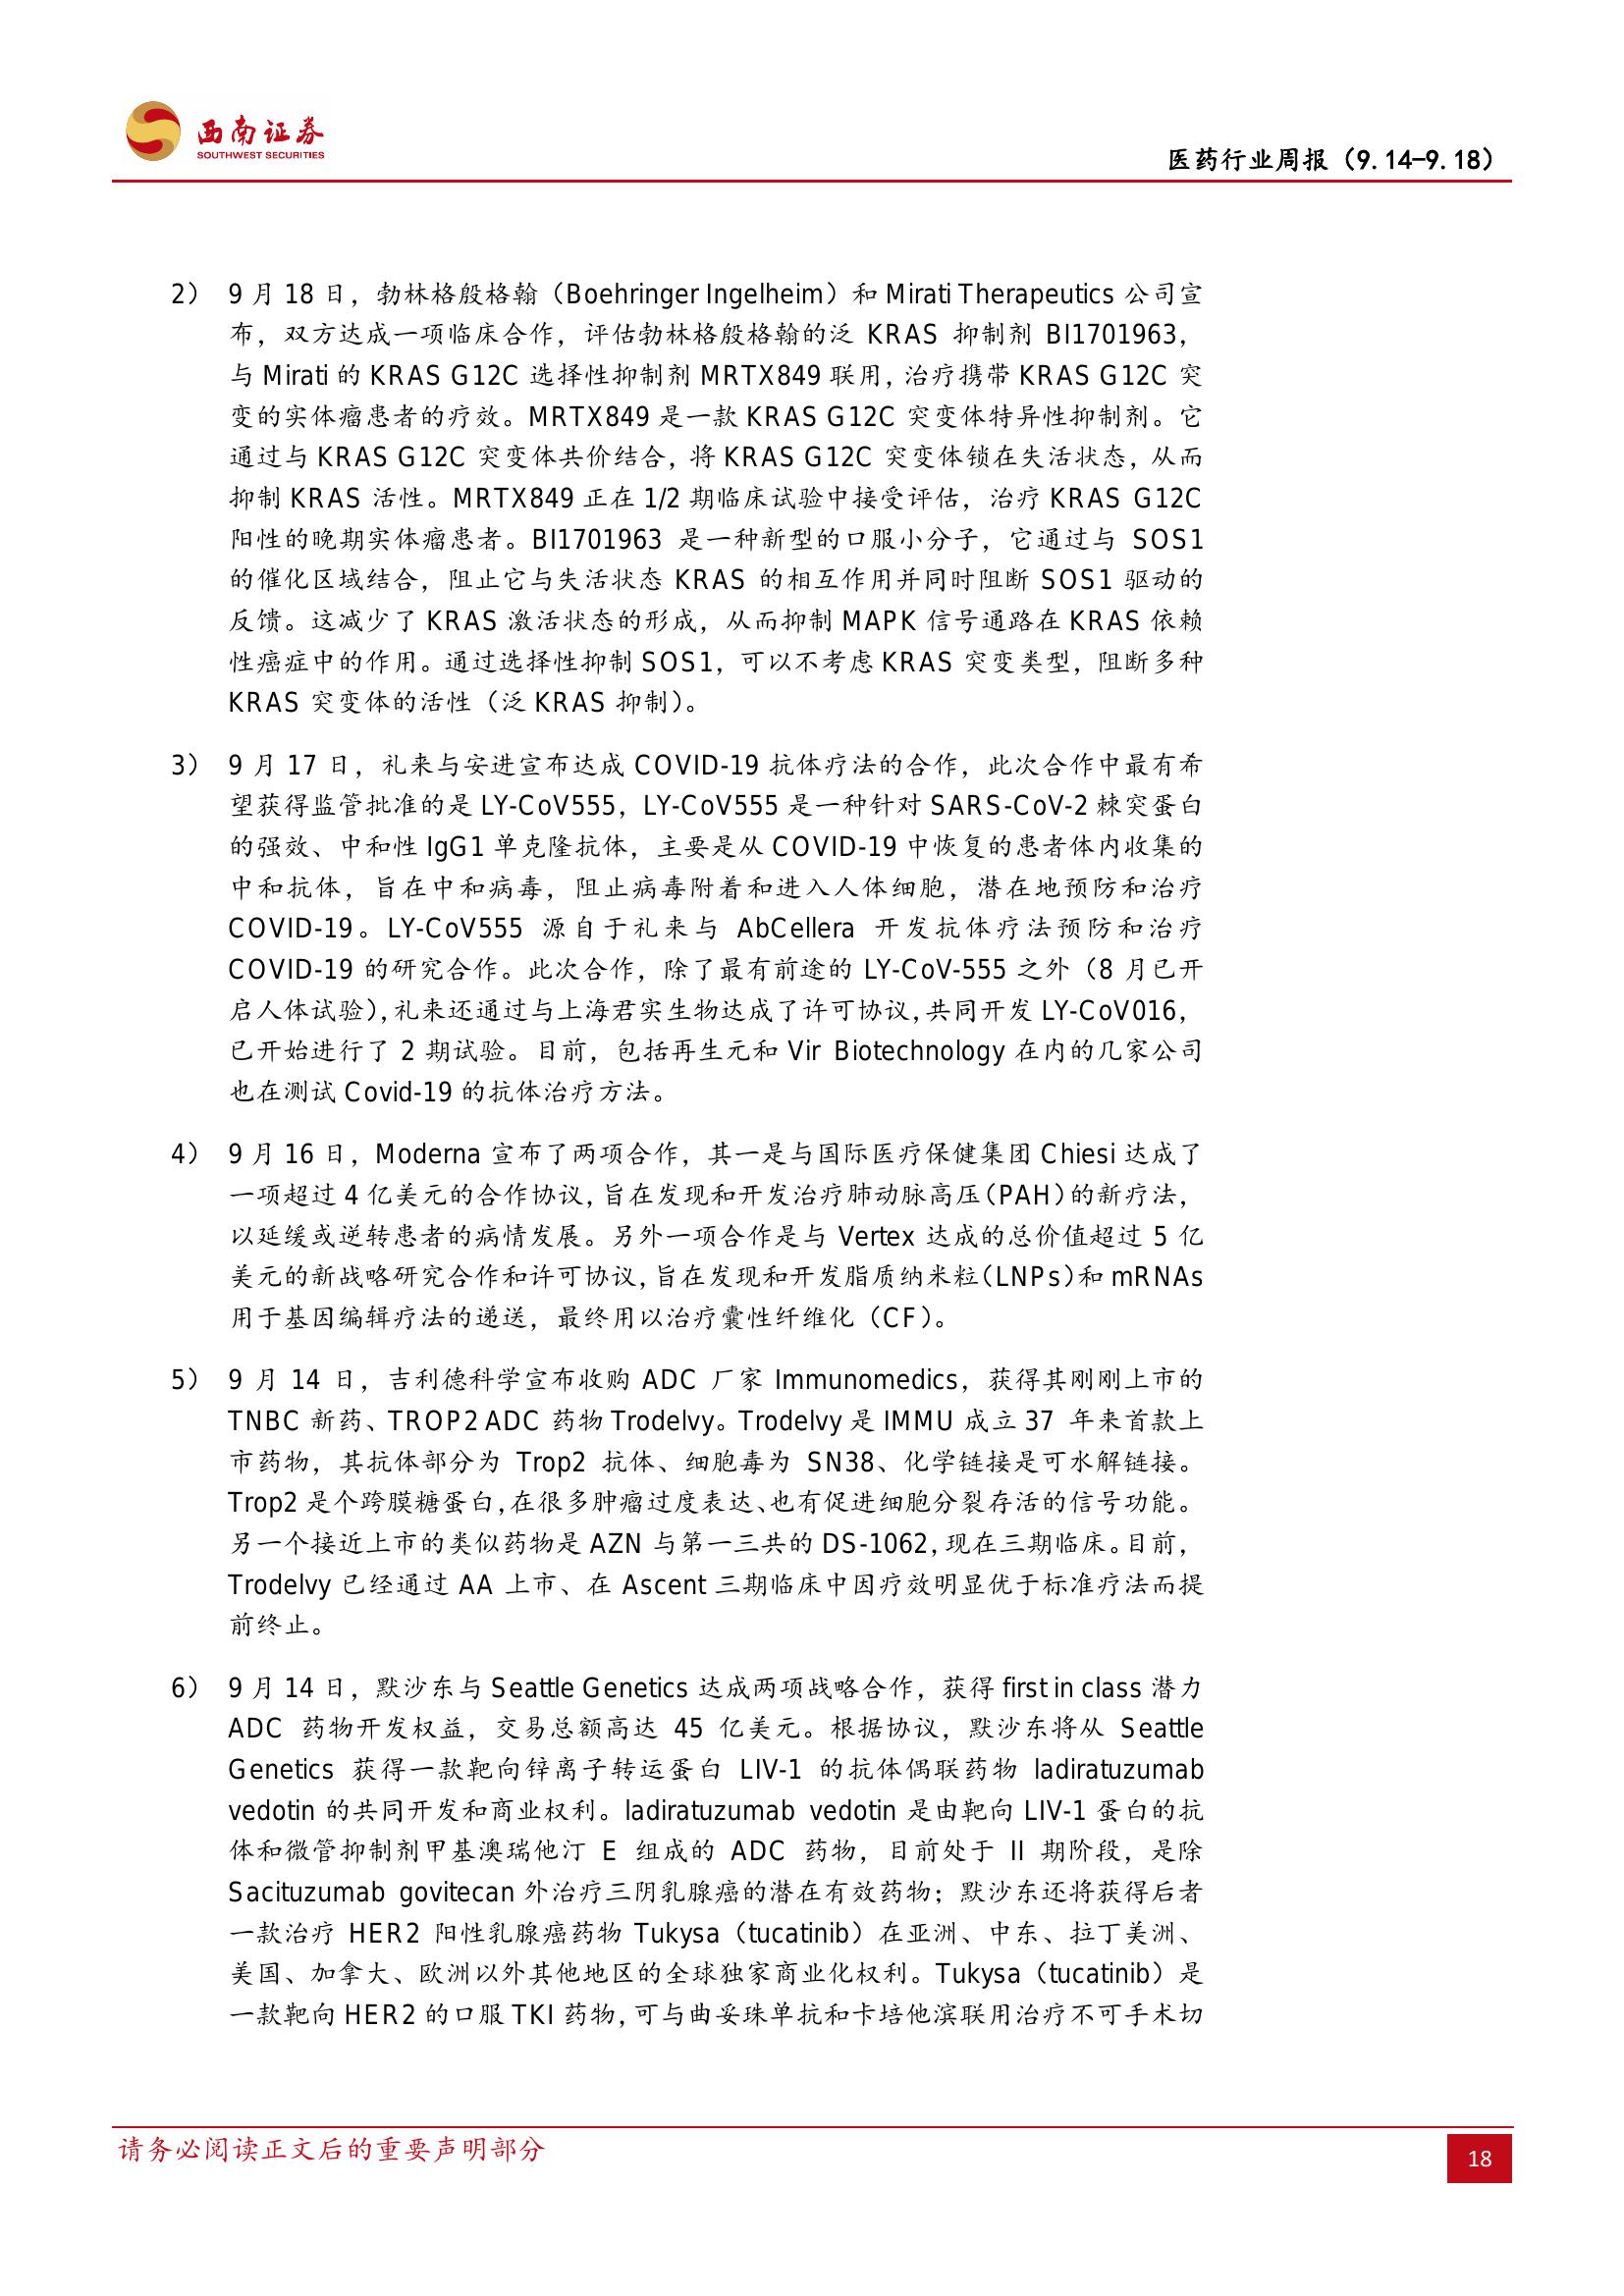 西南证券
SOUTHWEST SECURITIES
医药行业周报（9.14-9.18）
2） 9 月 18 日，勃林格殷格翰（Boehringer Ingelheim）和 Mirati Therapeutics 公司宣
布，双方达成一项临床合作，评估勃林格殷格翰的泛 KRAS 抑制剂 BI1701963，
与 Mirati 的 KRAS G12C 选择性抑制剂 MRTX849 联用，治疗携带 KRAS G12C 突
变的实体瘤患者的疗效。MRTX849 是一款 KRAS G12C 突变体特异性抑制剂。它
通过与 KRAS G12C 突变体共价结合，将 KRAS G12C 突变体锁在失活状态，从而
抑制 KRAS 活性。MRTX849 正在 1/2 期临床试验中接受评估，治疗 KRAS G12C
阳性的晚期实体瘤患者。BI1701963 是一种新型的口服小分子，它通过与 SOS1
的催化区域结合，阻止它与失活状态 KRAS 的相互作用并同时阻断 SOS1 驱动的
反馈。这减少了 KRAS 激活状态的形成，从而抑制 MAPK 信号通路在 KRAS 依赖
性癌症中的作用。通过选择性抑制 SOS1，可以不考虑 KRAS 突变类型，阻断多种
KRAS 突变体的活性（泛 KRAS 抑制）。
3） 9 月 17 日，礼来与安进宣布达成 COVID-19 抗体疗法的合作，此次合作中最有希
望获得监管批准的是 LY-CoV555，LY-CoV555 是一种针对 SARS-CoV-2 棘突蛋白
的强效、中和性 IgG1 单克隆抗体，主要是从 COVID-19 中恢复的患者体内收集的
中和抗体，旨在中和病毒，阻止病毒附着和进入人体细胞，潜在地预防和治疗
COVID-19。LY-CoV555 源自于礼来与 AbCellera 开发抗体疗法预防和治疗
COVID-19 的研究合作。此次合作，除了最有前途的 LY-CoV-555 之外（8 月已开
启人体试验），礼来还通过与上海君实生物达成了许可协议，共同开发 LY-CoV016，
已开始进行了 2 期试验。目前，包括再生元和 Vir Biotechnology 在内的几家公司
也在测试 Covid-19 的抗体治疗方法。
4） 9 月 16 日，Moderna 宣布了两项合作，其一是与国际医疗保健集团 Chiesi 达成了
一项超过 4 亿美元的合作协议，旨在发现和开发治疗肺动脉高压（PAH）的新疗法，
以延缓或逆转患者的病情发展。另外一项合作是与 Vertex 达成的总价值超过 5 亿
美元的新战略研究合作和许可协议，旨在发现和开发脂质纳米粒（LNPs）和 mRNAs
用于基因编辑疗法的递送，最终用以治疗囊性纤维化（CF）。
5） 9 月 14 日，吉利德科学宣布收购 ADC 厂家 Immunomedics，获得其刚刚上市的
TNBC 新药、TROP2 ADC 药物 Trodelvy。Trodelvy 是 IMMU 成立 37 年来首款上
市药物，其抗体部分为 Trop2 抗体、细胞毒为 SN38、化学链接是可水解链接。
Trop2 是个跨膜糖蛋白，在很多肿瘤过度表达、也有促进细胞分裂存活的信号功能。
另一个接近上市的类似药物是 AZN 与第一三共的 DS-1062，现在三期临床。目前，
Trodelvy 已经通过 AA 上市、在 Ascent 三期临床中因疗效明显优于标准疗法而提
前终止。
6） 9 月 14 日，默沙东与 Seattle Genetics 达成两项战略合作，获得 first in class 潜力
ADC 药物开发权益，交易总额高达 45 亿美元。根据协议，默沙东将从 Seattle
Genetics 获得一款靶向锌离子转运蛋白 LIV-1 的抗体偶联药物 ladiratuzumab
vedotin 的共同开发和商业权利。ladiratuzumab vedotin 是由靶向 LIV-1 蛋白的抗
体和微管抑制剂甲基澳瑞他汀 E 组成的 ADC 药物，目前处于 II 期阶段，是除
Sacituzumab govitecan 外治疗三阴乳腺癌的潜在有效药物；默沙东还将获得后者
一款治疗 HER2 阳性乳腺癌药物 Tukysa（tucatinib）在亚洲、中东、拉丁美洲、
美国、加拿大、欧洲以外其他地区的全球独家商业化权利。Tukysa（tucatinib）是
一款靶向 HER2 的口服 TKI 药物，可与曲妥珠单抗和卡培他滨联用治疗不可手术切
请务必阅读正文后的重要声明部分
18